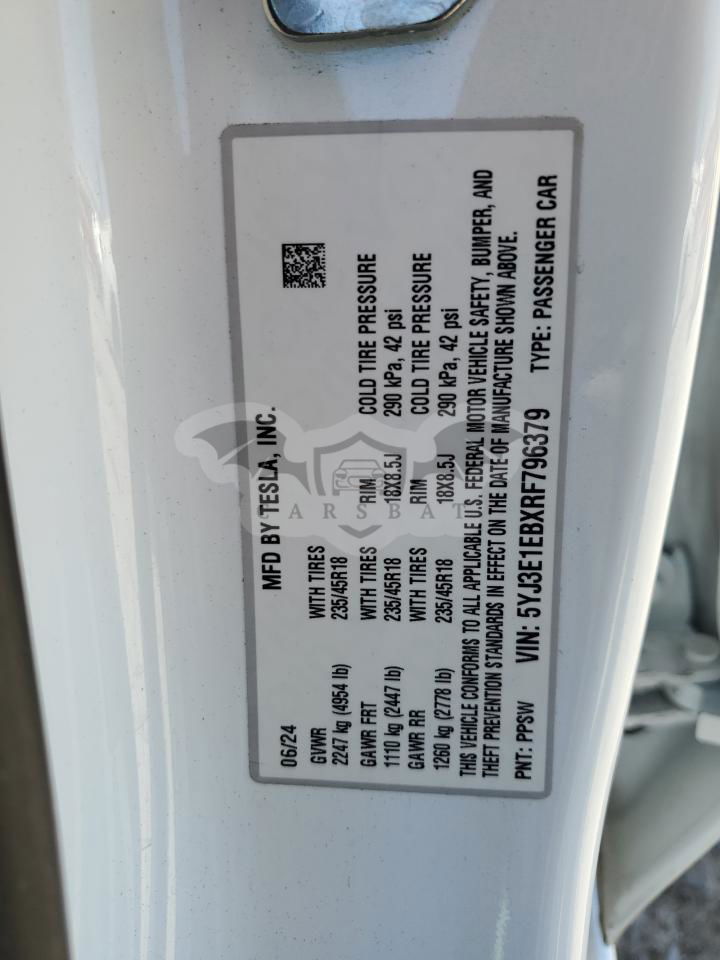 06/24 MFD BY TESLA, INC.
GVWR WITH TIRES
2247 kg (4954 lb) 235/45R18
GAWR FRT WITH TIRES RIM COLD TIRE PRESSURE
1110 kg (2447 lb) 235/45R18 18X8.5J 290 kPa, 42 psi
GAWR RR WITH TIRES RIM COLD TIRE PRESSURE
1260 kg (2778 lb) 235/45R18 18X8.5J 290 kPa, 42 psi
THIS VEHICLE CONFORMS TO ALL APPLICABLE U.S. FEDERAL MOTOR VEHICLE SAFETY, BUMPER, AND
THEFT PREVENTION STANDARDS IN EFFECT ON THE DATE OF MANUFACTURE SHOWN ABOVE.
PNT: PPSW VIN: 5YJ3E1EBXRF796379 TYPE: PASSENGER CAR
CARSBAT